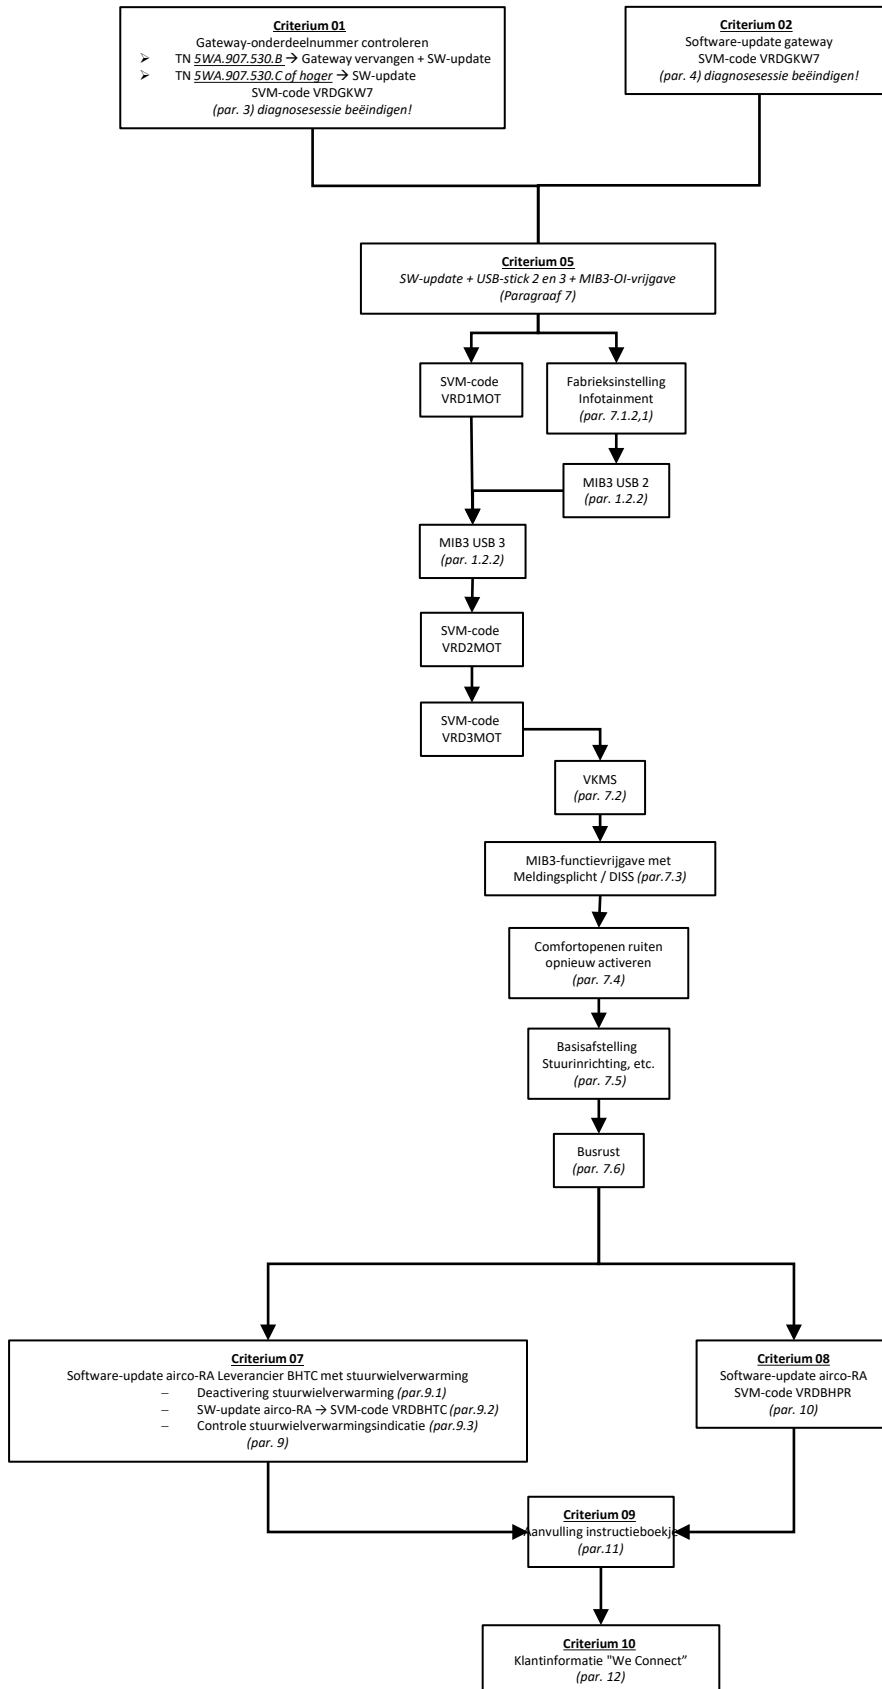 Criterium 01
Gateway-onderdeelnummer controleren
➢ TN 5WA.907.530.B → Gateway vervangen + SW-update
➢ TN 5WA.907.530.C of hoger → SW-update
SVM-code VRDGKW7
(par. 3) diagnosesessie beëindigen!
Criterium 02
Software-update gateway
SVM-code VRDGKW7
(par. 4) diagnosesessie beëindigen!
Criterium 05
SW-update + USB-stick 2 en 3 + MIB3-OI-vrijgave
(Paragraaf 7)
SVM-code
VRD1MOT
Fabrieksinstelling
Infotainment
(par. 7.1.2,1)
MIB3 USB 2
(par. 1.2.2)
MIB3 USB 3
(par. 1.2.2)
SVM-code
VRD2MOT
SVM-code
VRD3MOT
VKMS
(par. 7.2)
MIB3-functievrijgave met
Meldingsplicht / DISS (par.7.3)
Comfortopenen ruiten
opnieuw activeren
(par. 7.4)
Basisafstelling
Stuurinrichting, etc.
(par. 7.5)
Busrust
(par. 7.6)
Criterium 07
Software-update airco-RA Leverancier BHTC met stuurwielverwarming
– Deactivering stuurwielverwarming (par.9.1)
– SW-update airco-RA → SVM-code VRDBHTC (par.9.2)
– Controle stuurwielverwarmingsindicatie (par.9.3)
(par. 9)
Criterium 08
Software-update airco-RA
SVM-code VRDBHPR
(par. 10)
Criterium 09
Aanvulling instructieboekje
(par.11)
Criterium 10
Klantinformatie "We Connect”
(par. 12)